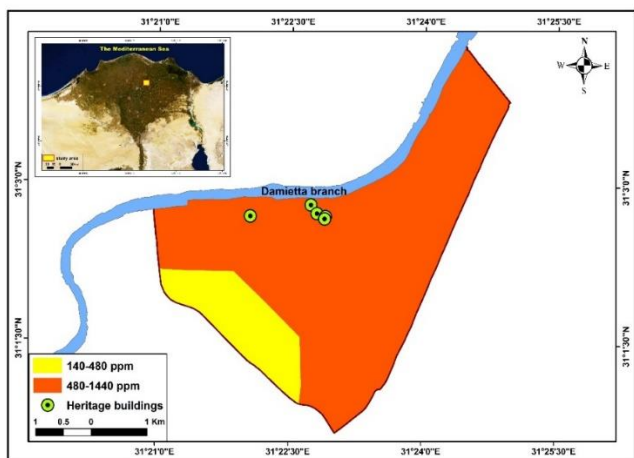 31°21'0"E 31°22'30"E 31°24'0"E 31°25'30"E
The Mediterranean Sea
N
W E
S
31°3'0"N
31°3'0"N
Damietta branch
31°1'30"N
31°1'30"N
140-480 ppm
480-1440 ppm
Heritage buildings
1 0.5 0 1 Km
31°21'0"E 31°22'30"E 31°24'0"E 31°25'30"E